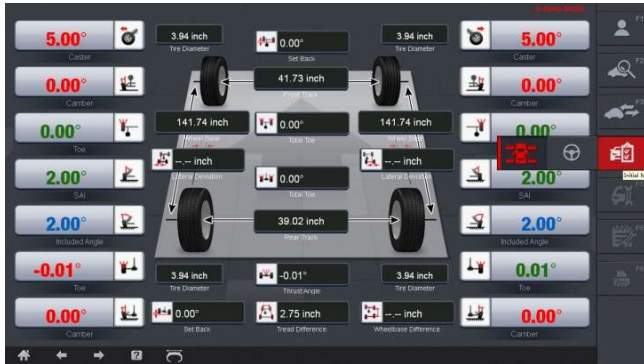 5.00°
Caster
3.94 inch
Tire Diameter
0.00°
Set Back
3.94 inch
Tire Diameter
5.00°
Caster
0.00°
Camber
41.73 inch
Front Track
0.00°
Camber
0.00°
Toe
141.74 inch
Wheel Base
0.00°
Total Toe
141.74 inch
Wheel Base
0.00°
2.00°
SAI
--.-- inch
Lateral Deviation
0.00°
Total Toe
--.-- inch
Lateral Deviation
2.00°
SAI
2.00°
Included Angle
39.02 inch
Rear Track
2.00°
Included Angle
-0.01°
Toe
3.94 inch
Tire Diameter
-0.01°
Thrust Angle
3.94 inch
Tire Diameter
0.01°
Toe
0.00°
Camber
0.00°
Set Back
2.75 inch
Tread Difference
--.-- inch
Wheelbase Difference
0.00°
Camber
F1
F2
Initial M
?